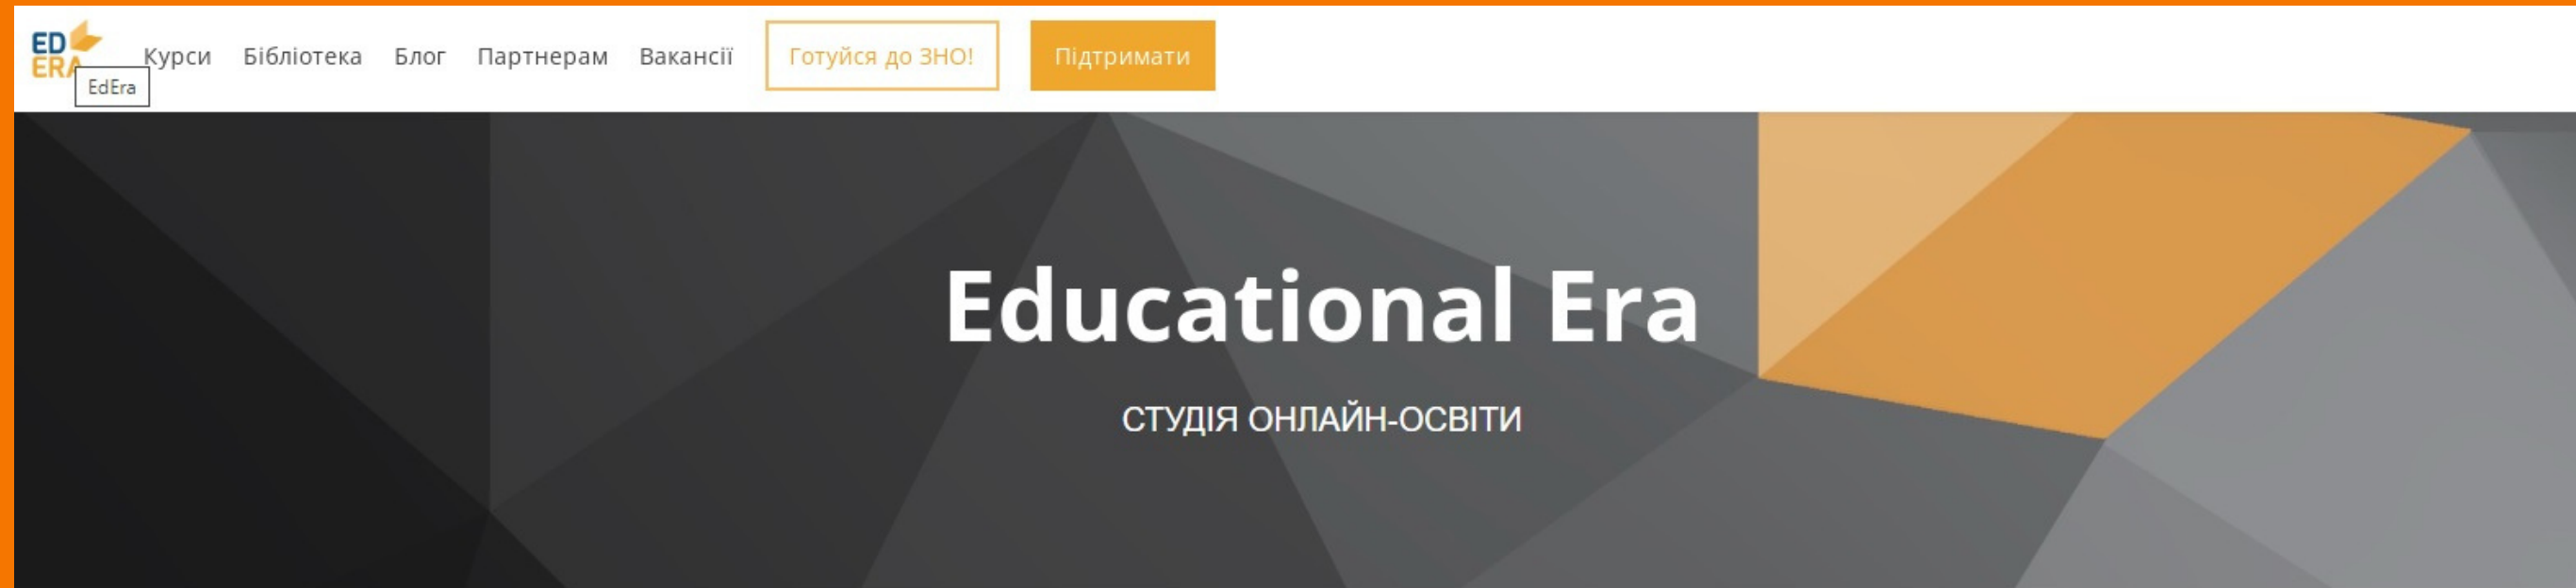 ED
ERA
Курси Бібліотека Блог Партнерам Вакансії Готуйся до ЗНО! Підтримати
EdEra
Educational Era
СТУДІЯ ОНЛАЙН-ОСВІТИ